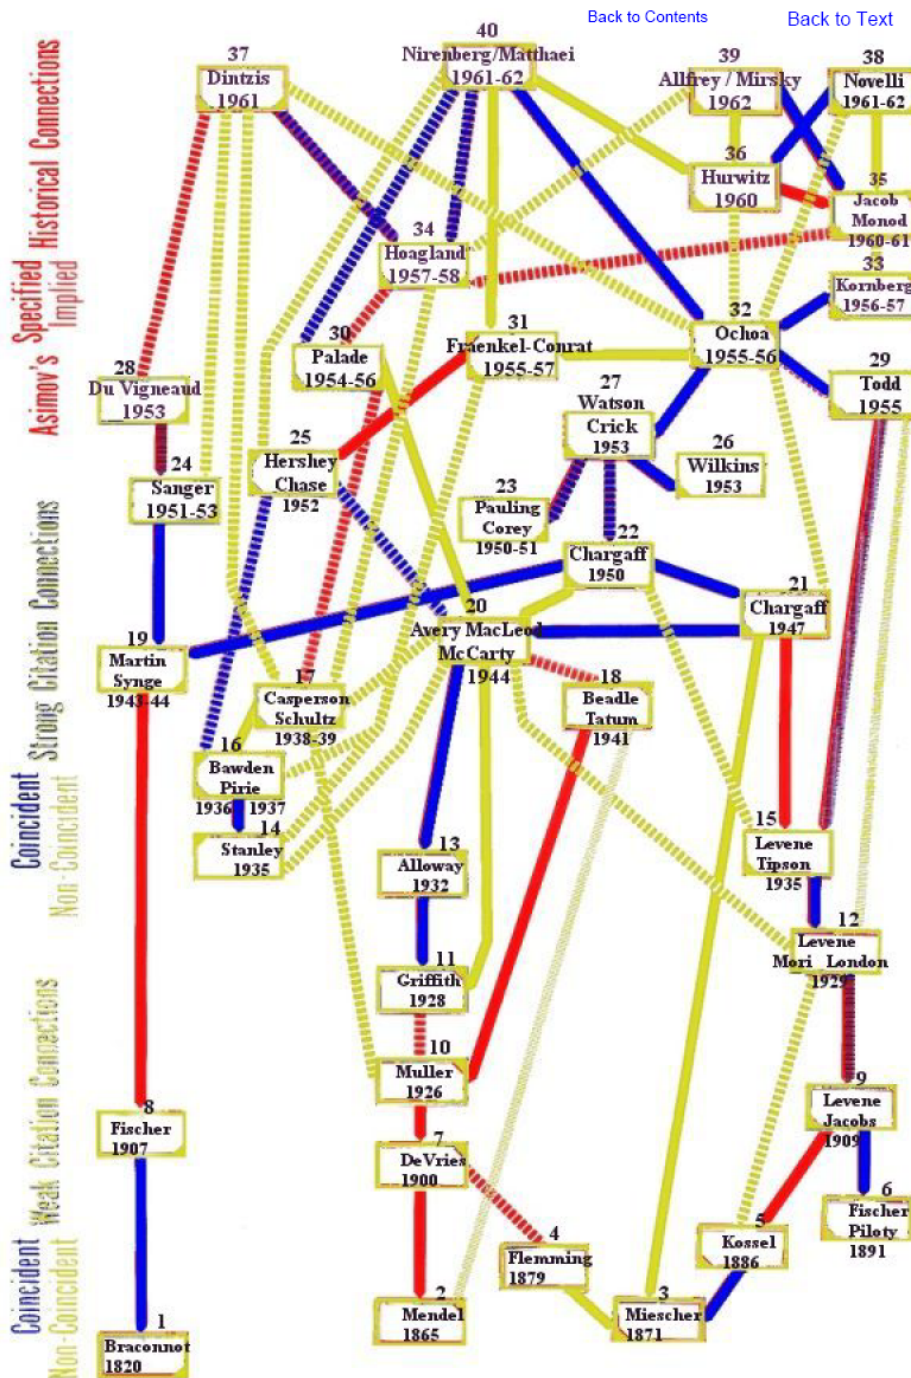 Back to Contents
Back to Text
Asimov's Specified Historical Connections
Implied
Coincident Strong Citation Connections
Non-Coincident
Coincident Weak Citation Connections
Non-Coincident
40
Nirenberg/Matthaei
1961-62
37
Dintzis
1961
39
Allfrey / Mirsky
1962
38
Novelli
1961-62
36
Hurwitz
1960
35
Jacob
Monod
1960-61
34
Hoagland
1957-58
33
Kornberg
1956-57
32
Ochoa
1955-56
31
Fraenkel-Conrat
1955-57
30
Palade
1954-56
29
Todd
1955
28
Du Vigneaud
1953
27
Watson
Crick
1953
26
Wilkins
1953
25
Hershey
Chase
1952
24
Sanger
1951-53
23
Pauling
Corey
1950-51
22
Chargaff
1950
21
Chargaff
1947
20
Avery MacLeod
McCarty
1944
19
Martin
Synge
1943-44
18
Beadle
Tatum
1941
17
Casperson
Schultz
1938-39
16
Bawden
Pirie
1936 1937
14
Stanley
1935
15
Levene
Tipson
1935
13
Alloway
1932
12
Levene
Mori London
1929
11
Griffith
1928
10
Muller
1926
9
Levene
Jacobs
1909
8
Fischer
1907
7
DeVries
1900
6
Fischer
Piloty
1891
5
Kossel
1886
4
Flemming
1879
3
Miescher
1871
2
Mendel
1865
1
Braconnot
1820